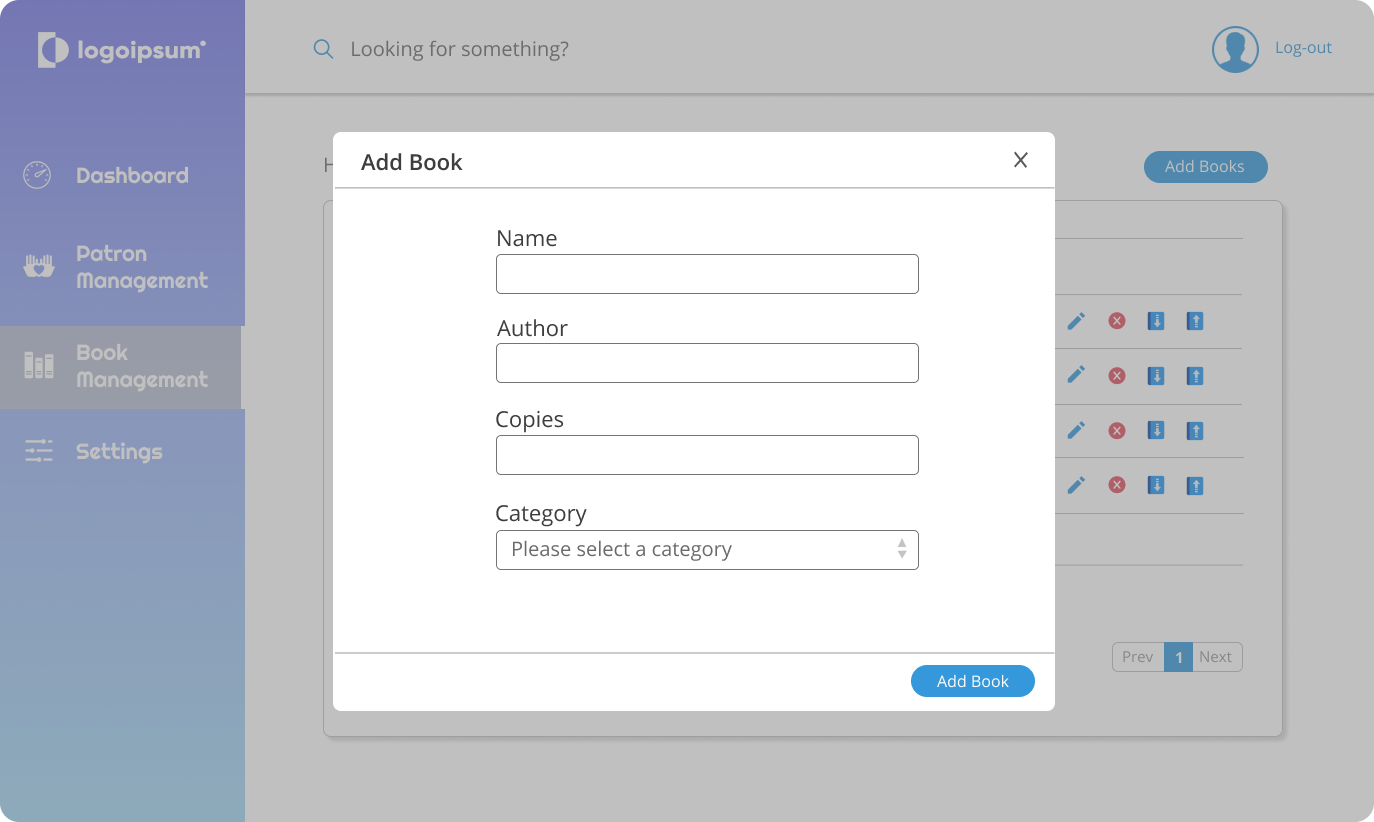 logoipsum
Looking for something?
Log-out
Dashboard
Patron
Management
Book
Management
Settings
Add Books
Add Book
X
Name
Author
Copies
Category
Please select a category
Add Book
Prev
1
Next